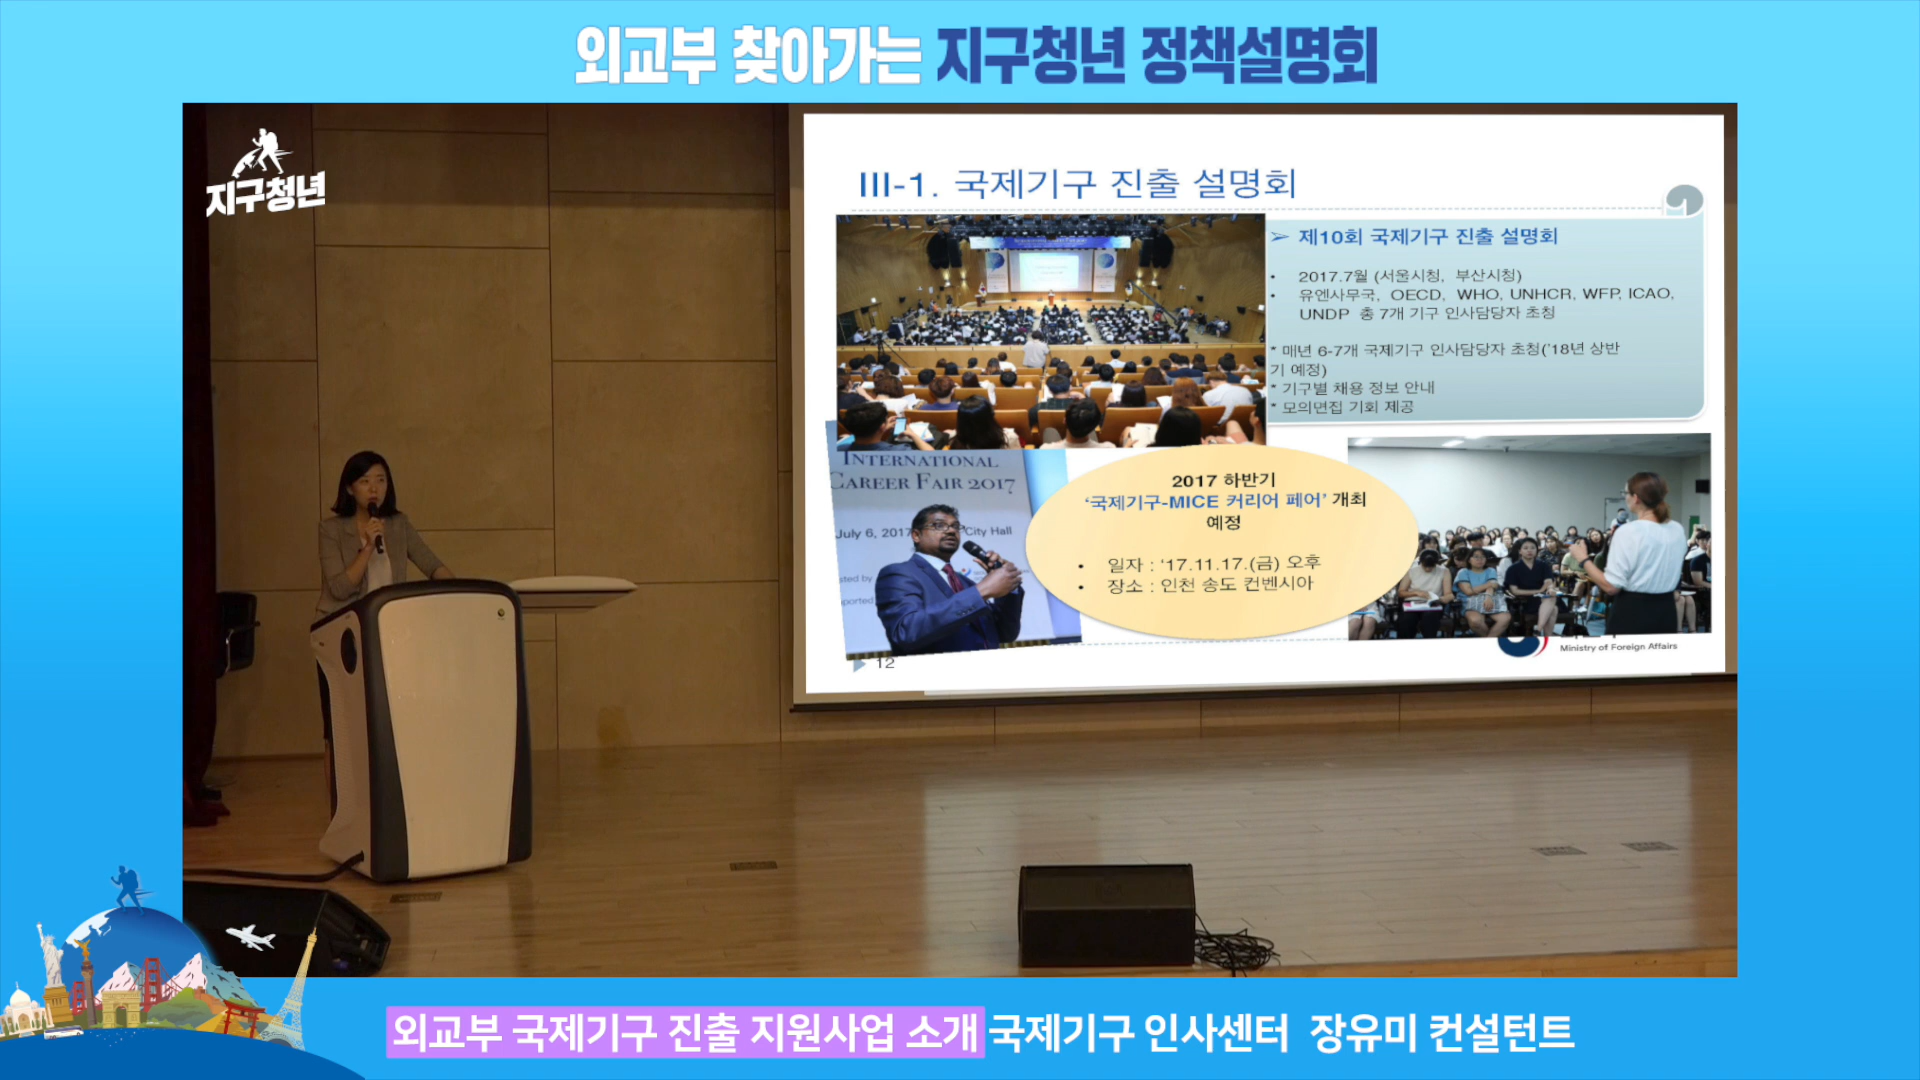 외교부 찾아가는 지구청년 정책설명회
지구청년
III-1. 국제기구 진출 설명회
➢ 제10회 국제기구 진출 설명회
• 2017.7월 (서울시청, 부산시청)
• 유엔사무국, OECD, WHO, UNHCR, WFP, ICAO,
UNDP 총 7개 기구 인사담당자 초청
* 매년 6-7개 국제기구 인사담당자 초청('18년 상반
기 예정)
* 기구별 채용 정보 안내
* 모의면접 기회 제공
INTERNATIONAL
CAREER FAIR 2017
July 6, 2017
City Hall
2017 하반기
‘국제기구-MICE 커리어 페어’ 개최
예정
• 일자 : ‘17.11.17.(금) 오후
• 장소 : 인천 송도 컨벤시아
Ministry of Foreign Affairs
12
외교부 국제기구 진출 지원사업 소개 국제기구 인사센터 장유미 컨설턴트